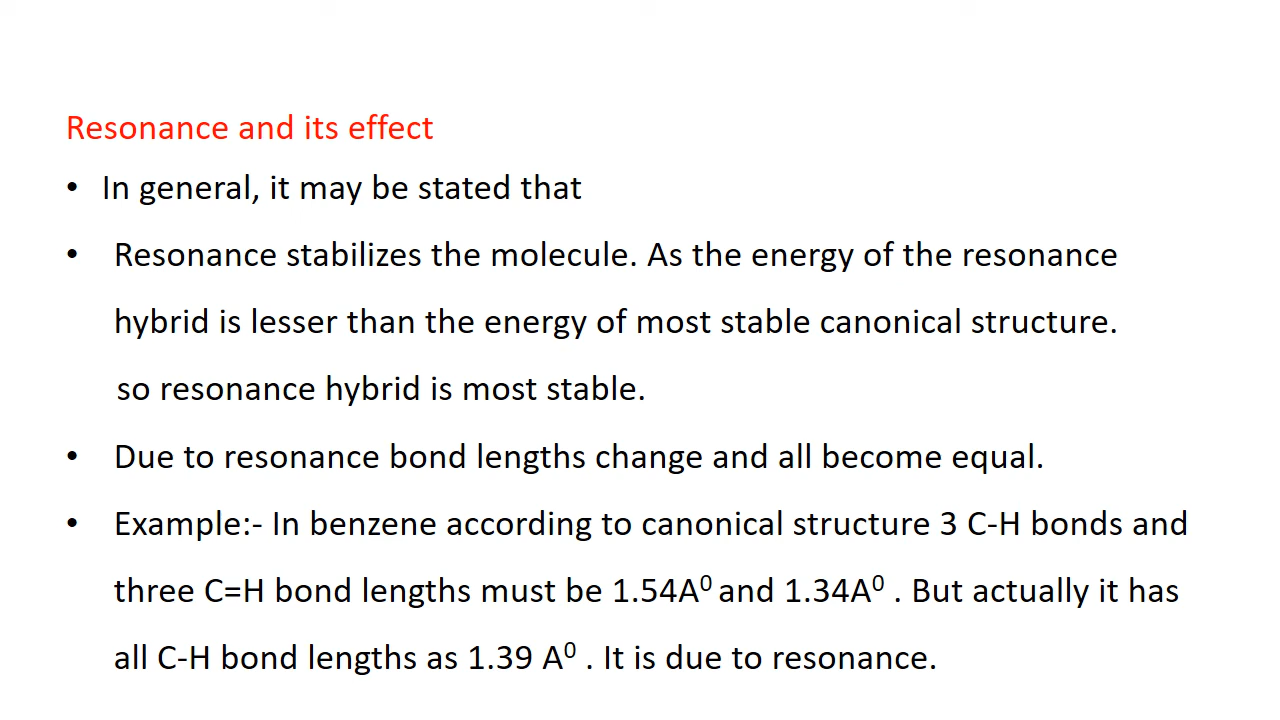 Resonance and its effect
• In general, it may be stated that
• Resonance stabilizes the molecule. As the energy of the resonance
hybrid is lesser than the energy of most stable canonical structure.
so resonance hybrid is most stable.
• Due to resonance bond lengths change and all become equal.
• Example:- In benzene according to canonical structure 3 C-H bonds and
three C=H bond lengths must be 1.54A⁰ and 1.34A⁰ . But actually it has
all C-H bond lengths as 1.39 A⁰ . It is due to resonance.